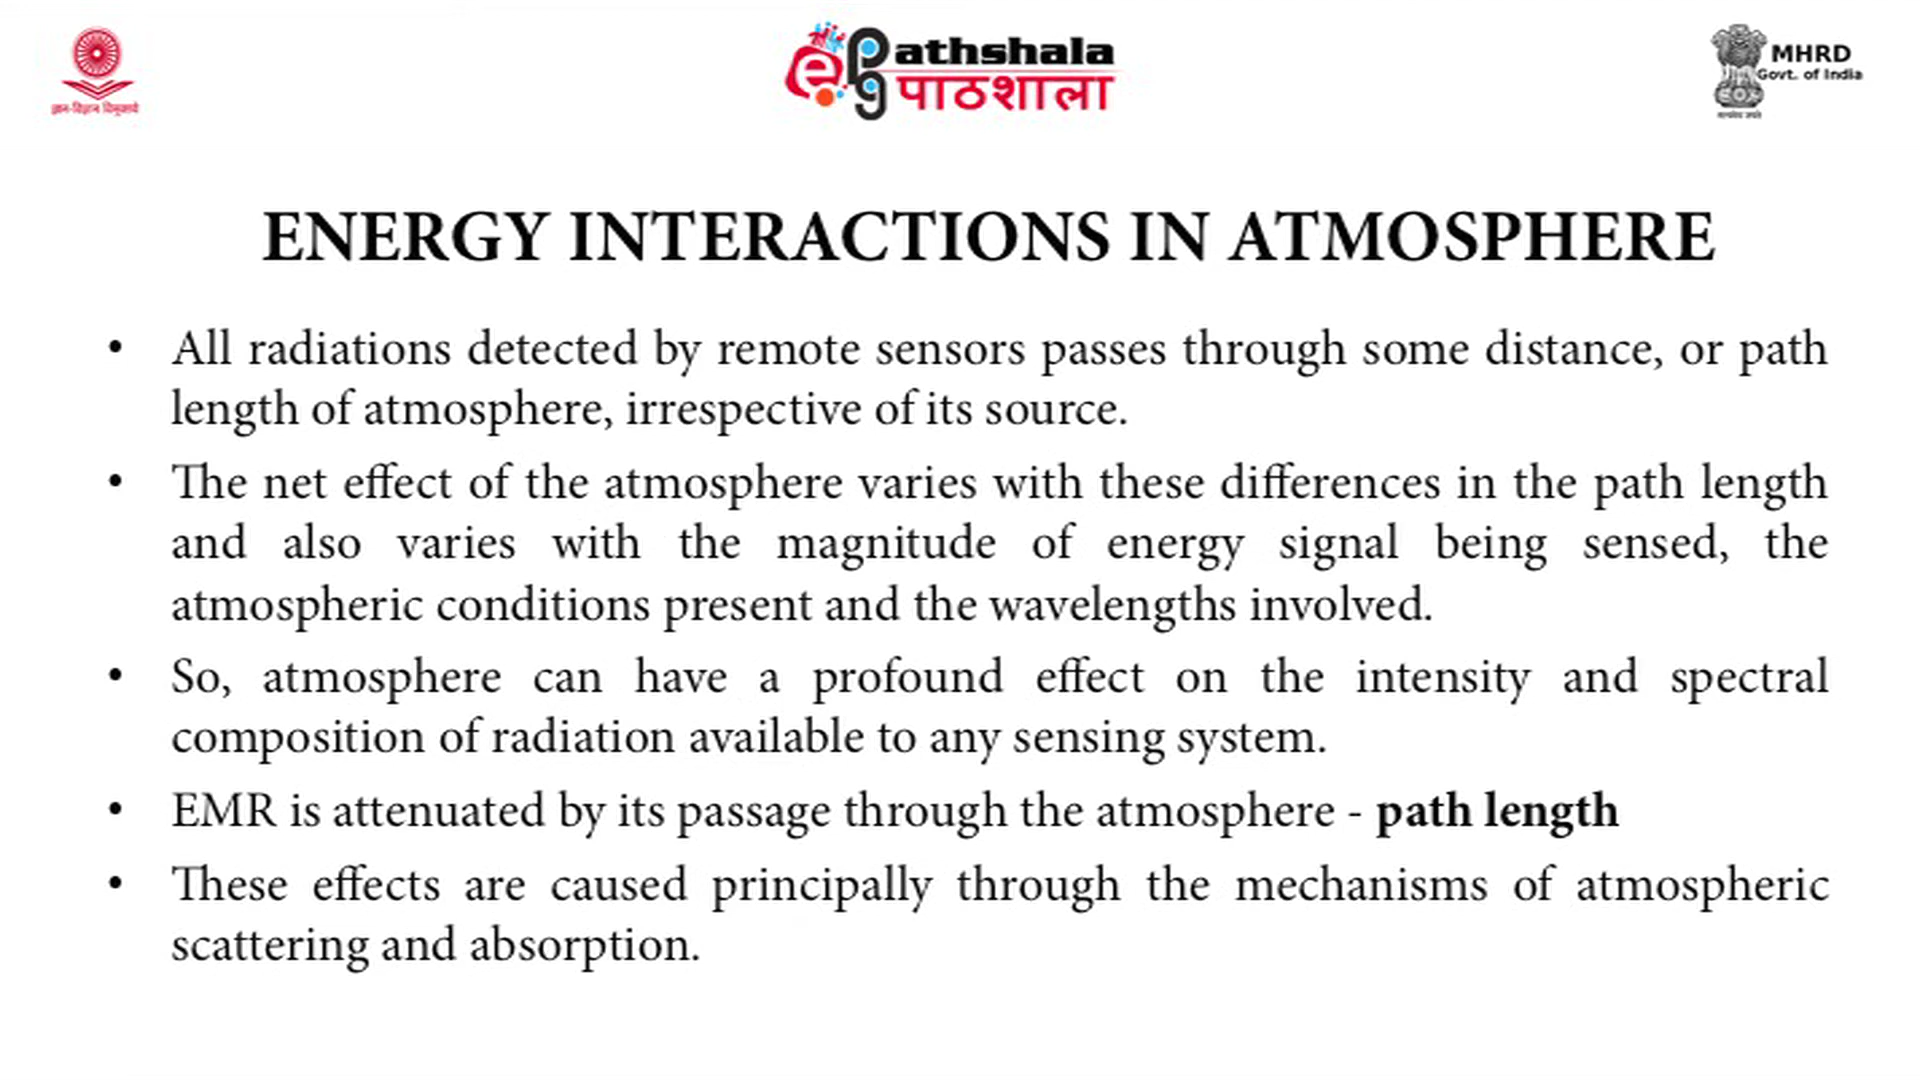 ज्ञान-विज्ञान विमुक्तये
ePathshala
पाठशाला
MHRD
Govt. of India
सत्यमेव जयते
ENERGY INTERACTIONS IN ATMOSPHERE
• All radiations detected by remote sensors passes through some distance, or path
length of atmosphere, irrespective of its source.
• The net effect of the atmosphere varies with these differences in the path length
and also varies with the magnitude of energy signal being sensed, the
atmospheric conditions present and the wavelengths involved.
• So, atmosphere can have a profound effect on the intensity and spectral
composition of radiation available to any sensing system.
• EMR is attenuated by its passage through the atmosphere - path length
• These effects are caused principally through the mechanisms of atmospheric
scattering and absorption.